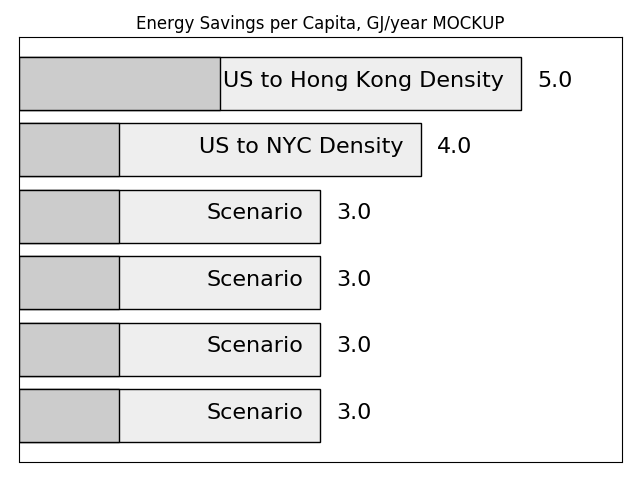 Energy Savings per Capita, GJ/year MOCKUP
US to Hong Kong Density 5.0
US to NYC Density 4.0
Scenario 3.0
Scenario 3.0
Scenario 3.0
Scenario 3.0